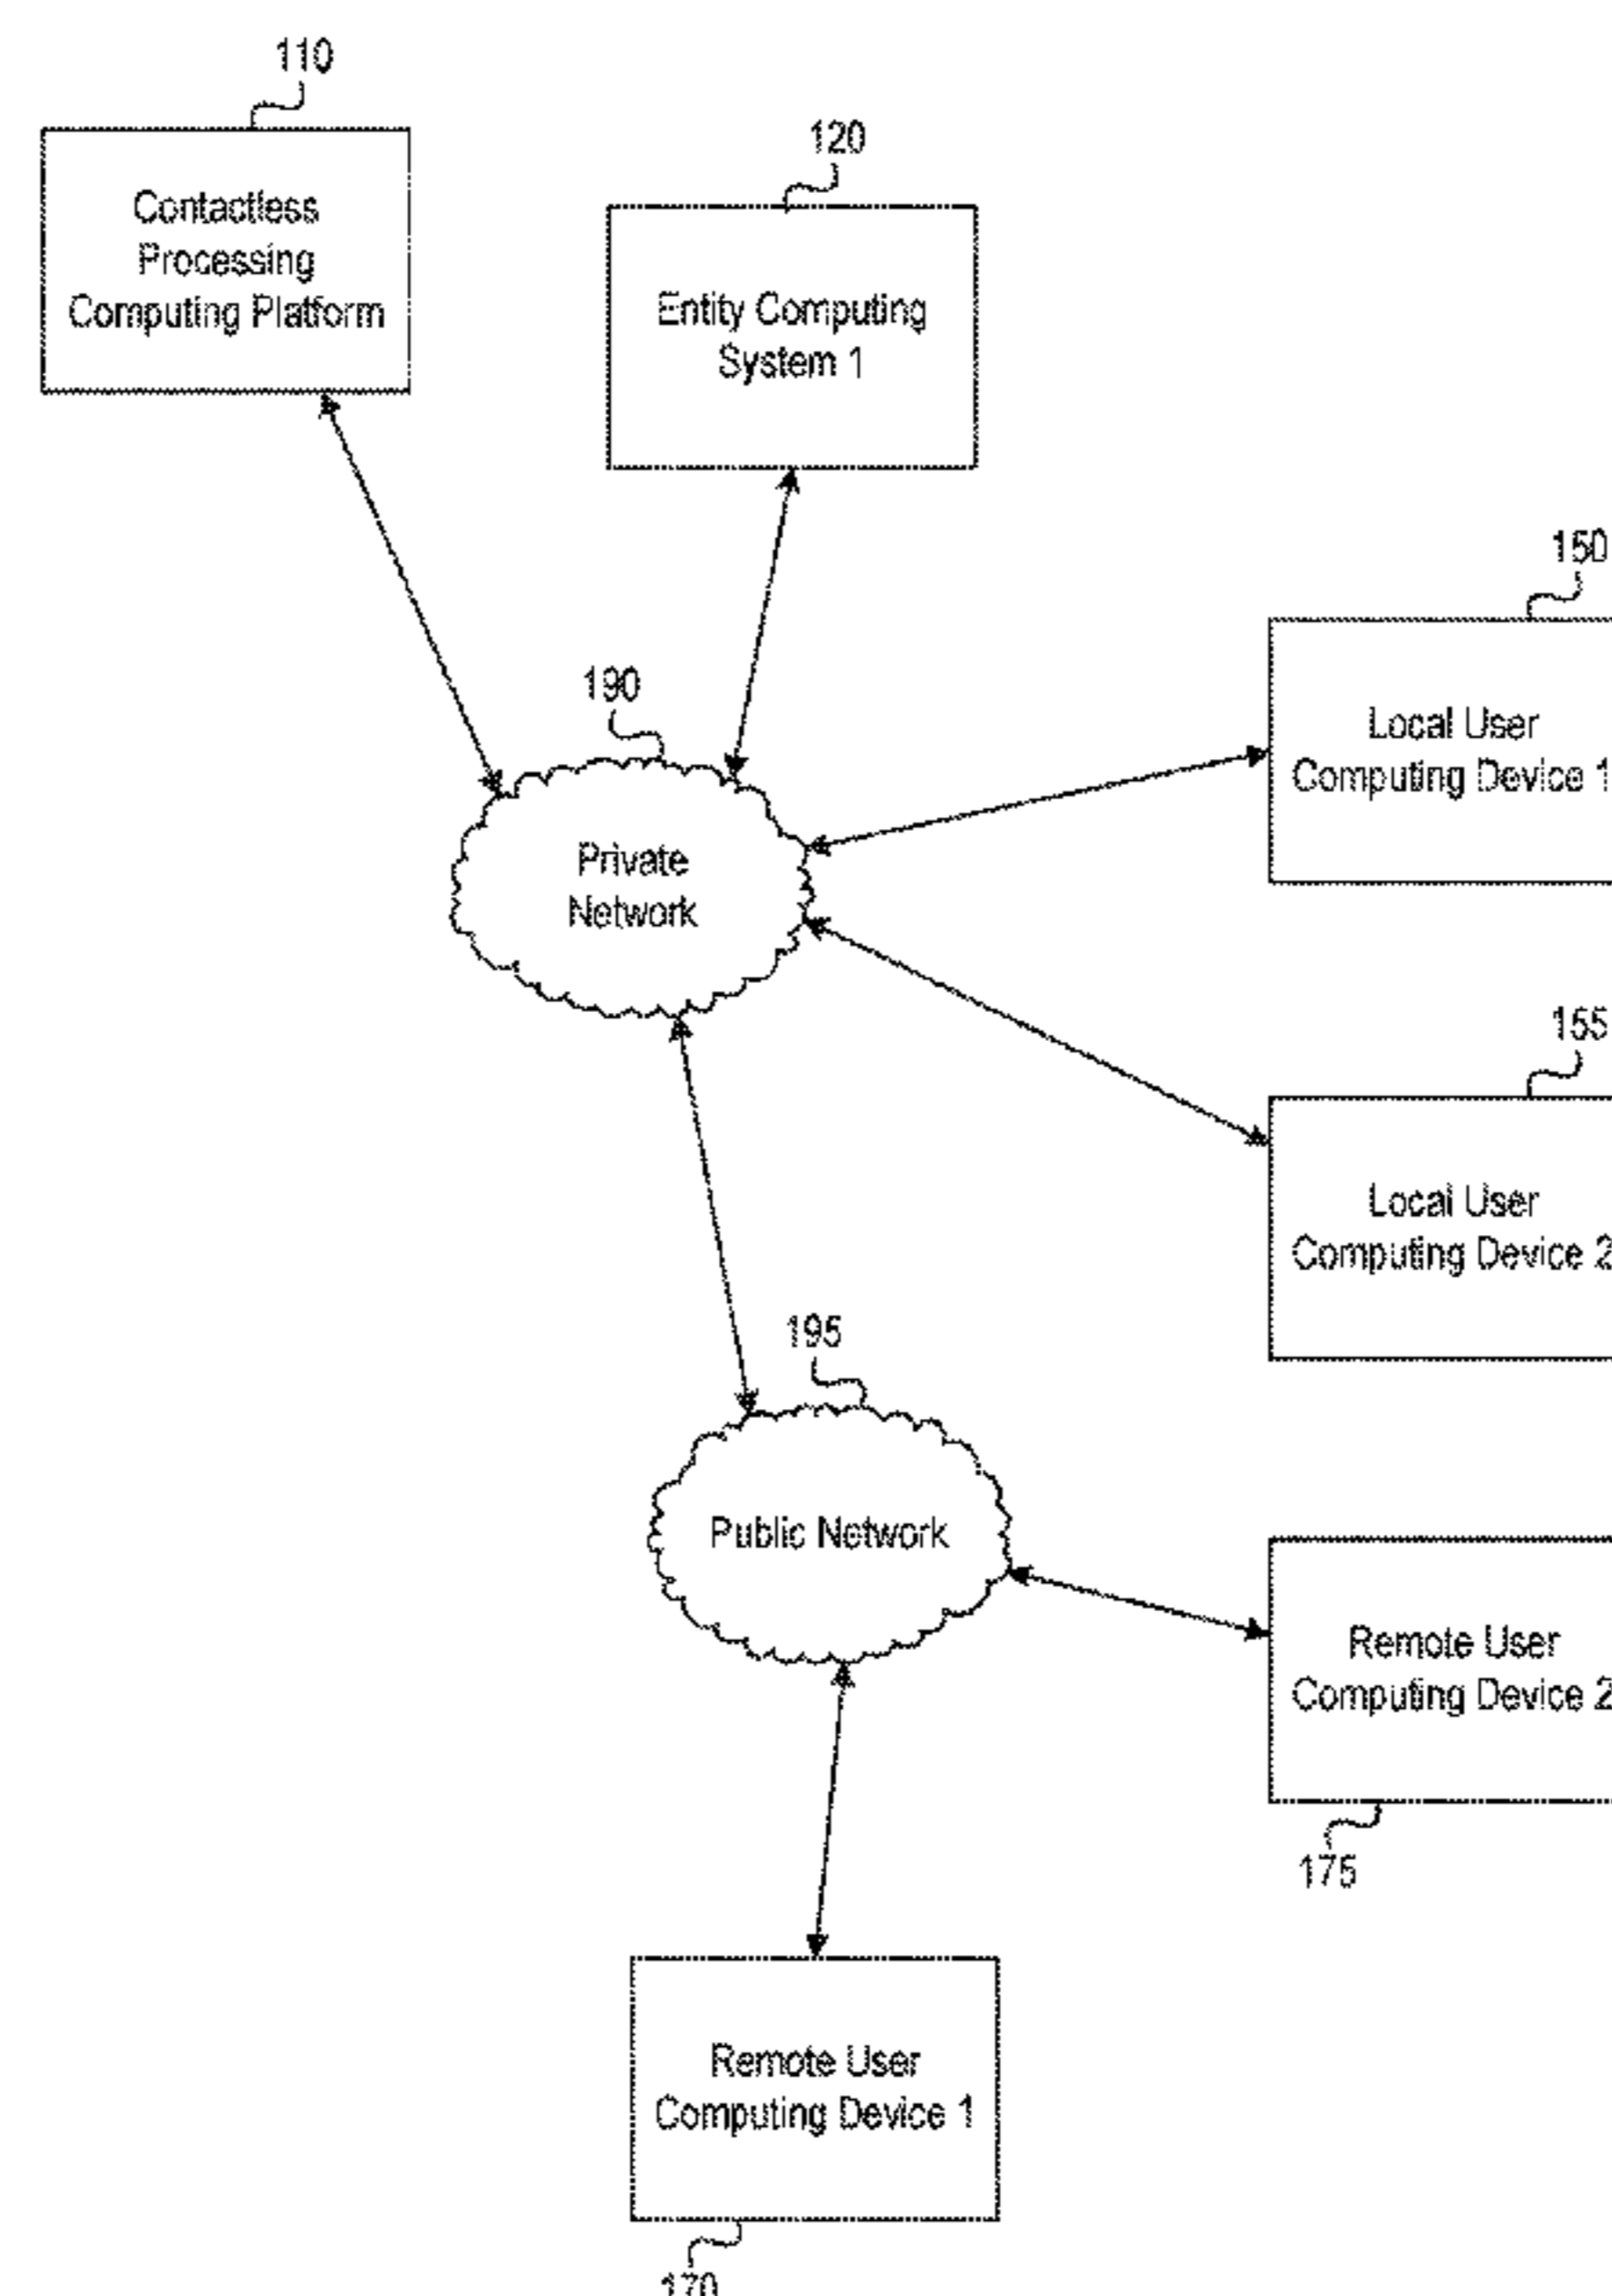 110
Contactless
Processing
Computing Platform
120
Entity Computing
System 1
150
Local User
Computing Device 1
190
Private
Network
155
Local User
Computing Device 2
195
Public Network
Remote User
Computing Device 2
175
Remote User
Computing Device 1
170